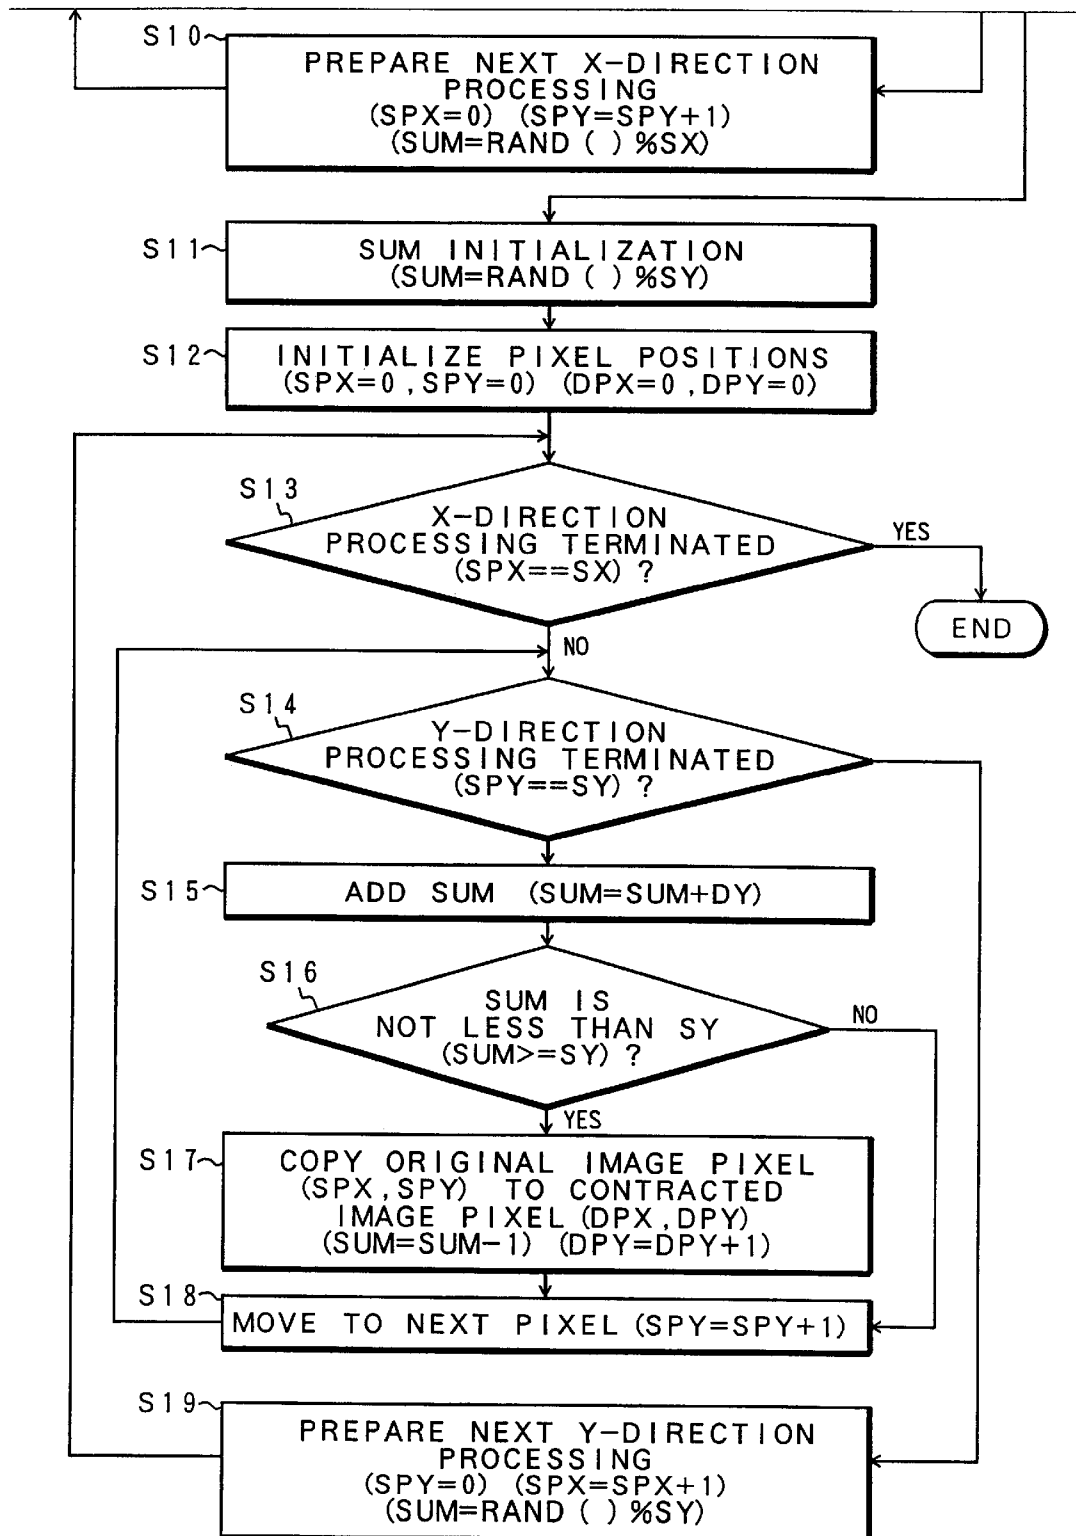 S10
PREPARE NEXT X-DIRECTION
PROCESSING
(SPX=0) (SPY=SPY+1)
(SUM=RAND ( ) %SX)
S11
SUM INITIALIZATION
(SUM=RAND ( ) %SY)
S12
INITIALIZE PIXEL POSITIONS
(SPX=0 ,SPY=0) (DPX=0 ,DPY=0)
S13
X-DIRECTION
PROCESSING TERMINATED
(SPX==SX) ?
YES
END
NO
S14
Y-DIRECTION
PROCESSING TERMINATED
(SPY==SY) ?
S15
ADD SUM (SUM=SUM+DY)
S16
SUM IS
NOT LESS THAN SY
(SUM>=SY) ?
NO
YES
S17
COPY ORIGINAL IMAGE PIXEL
(SPX,SPY) TO CONTRACTED
IMAGE PIXEL (DPX,DPY)
(SUM=SUM-1) (DPY=DPY+1)
S18
MOVE TO NEXT PIXEL (SPY=SPY+1)
S19
PREPARE NEXT Y-DIRECTION
PROCESSING
(SPY=0) (SPX=SPX+1)
(SUM=RAND ( ) %SY)